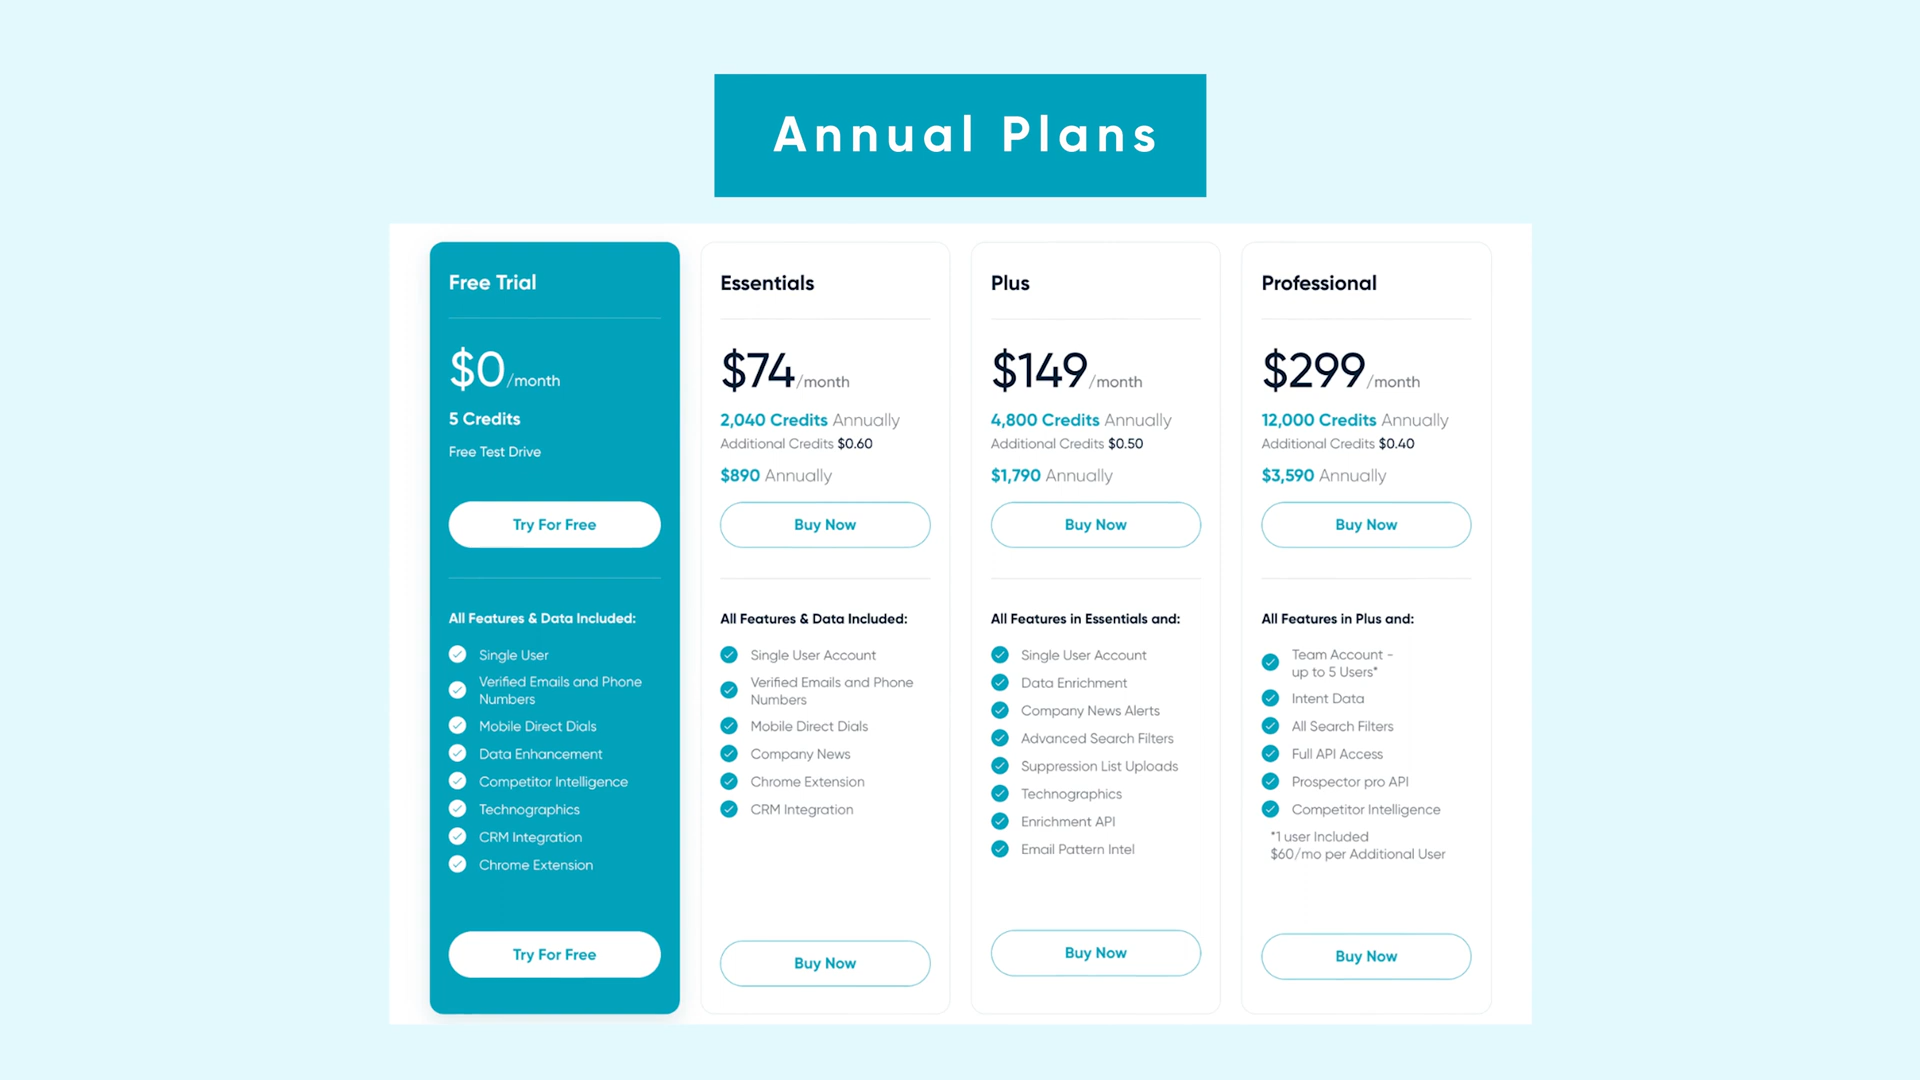 Annual Plans
Free Trial
$0/month
5 Credits
Free Test Drive
Try For Free
All Features & Data Included:
Single User
Verified Emails and Phone
Numbers
Mobile Direct Dials
Data Enhancement
Competitor Intelligence
Technographics
CRM Integration
Chrome Extension
Try For Free
Essentials
$74/month
2,040 Credits Annually
Additional Credits $0.60
$890 Annually
Buy Now
All Features & Data Included:
Single User Account
Verified Emails and Phone
Numbers
Mobile Direct Dials
Company News
Chrome Extension
CRM Integration
Buy Now
Plus
$149/month
4,800 Credits Annually
Additional Credits $0.50
$1,790 Annually
Buy Now
All Features in Essentials and:
Single User Account
Data Enrichment
Company News Alerts
Advanced Search Filters
Suppression List Uploads
Technographics
Enrichment API
Email Pattern Intel
Buy Now
Professional
$299/month
12,000 Credits Annually
Additional Credits $0.40
$3,590 Annually
Buy Now
All Features in Plus and:
Team Account -
up to 5 Users*
Intent Data
All Search Filters
Full API Access
Prospector pro API
Competitor Intelligence
*1 user Included
$60/mo per Additional User
Buy Now